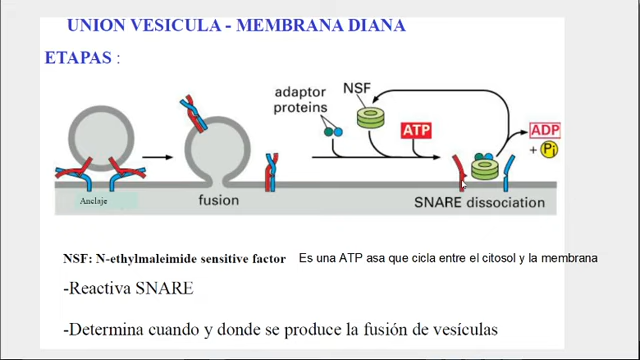 UNION VESICULA - MEMBRANA DIANA
ETAPAS :
adaptor
proteins
NSF
ATP
ADP
+ Pi
Anclaje
fusion
SNARE dissociation
NSF: N-ethylmaleimide sensitive factor Es una ATP asa que cicla entre el citosol y la membrana
-Reactiva SNARE
-Determina cuando y donde se produce la fusión de vesículas